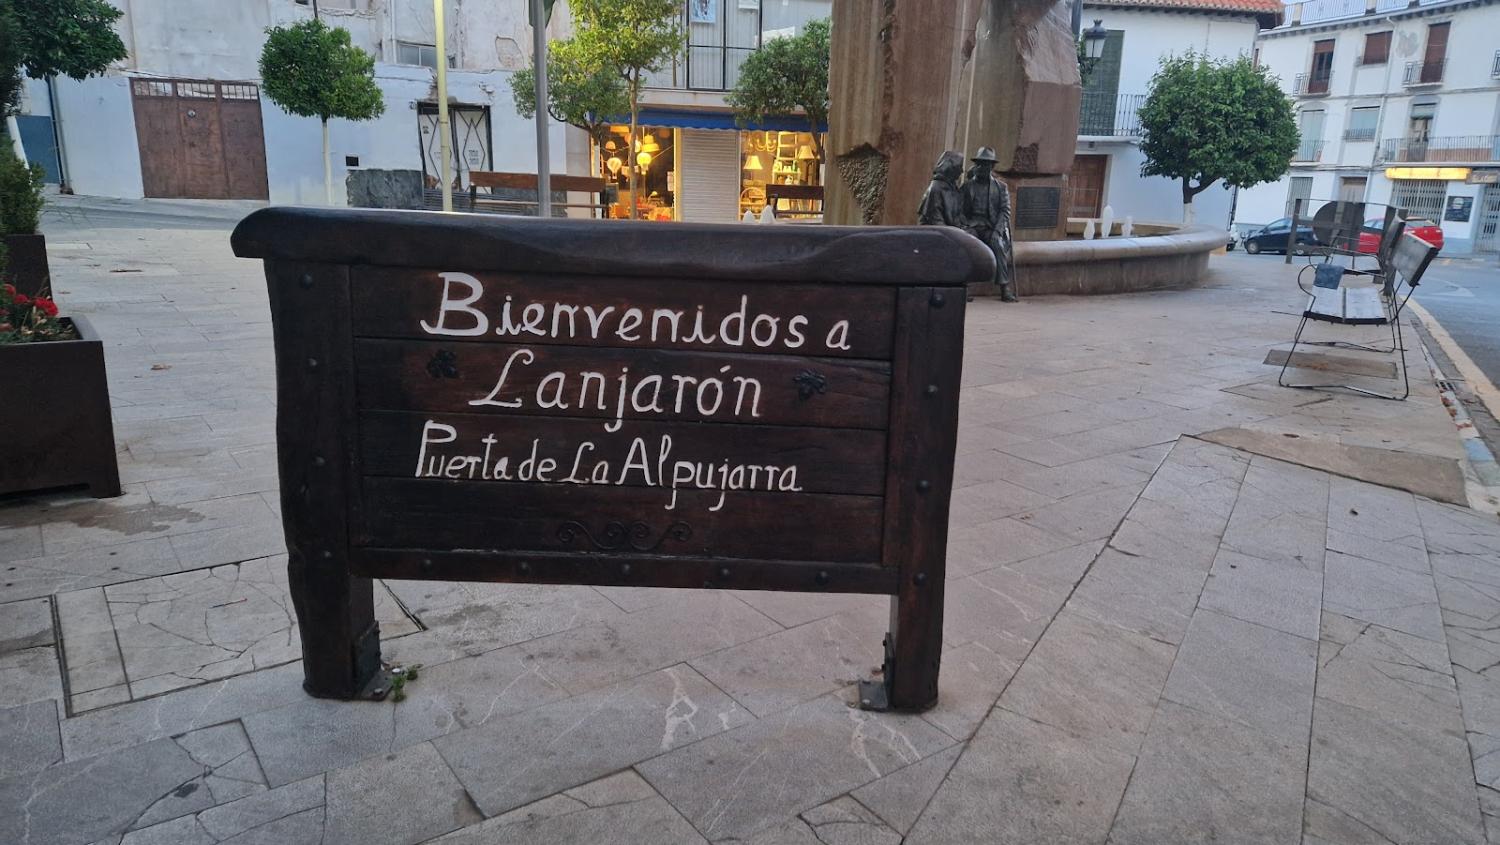 Bienvenidos a
Lanjarón
Puerta de La Alpujarra